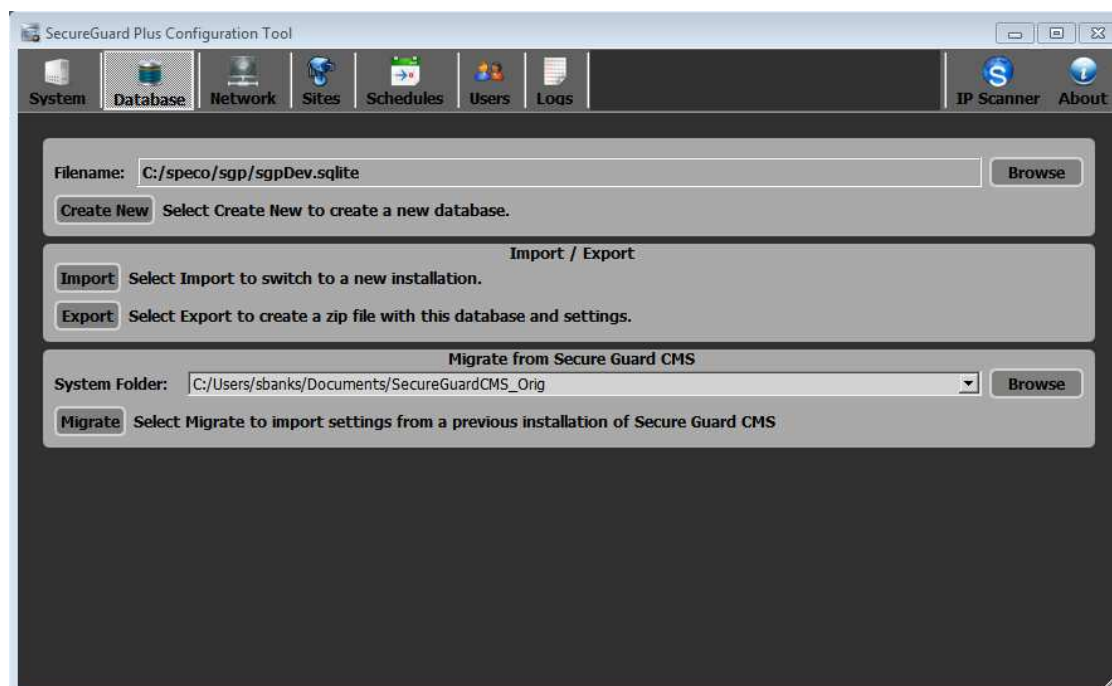 SecureGuard Plus Configuration Tool
System Database Network Sites Schedules Users Logs IP Scanner About
Filename: C:/speco/sgp/sgpDev.sqlite Browse
Create New Select Create New to create a new database.
Import / Export
Import Select Import to switch to a new installation.
Export Select Export to create a zip file with this database and settings.
Migrate from Secure Guard CMS
System Folder: C:/Users/sbanks/Documents/SecureGuardCMS_Orig Browse
Migrate Select Migrate to import settings from a previous installation of Secure Guard CMS